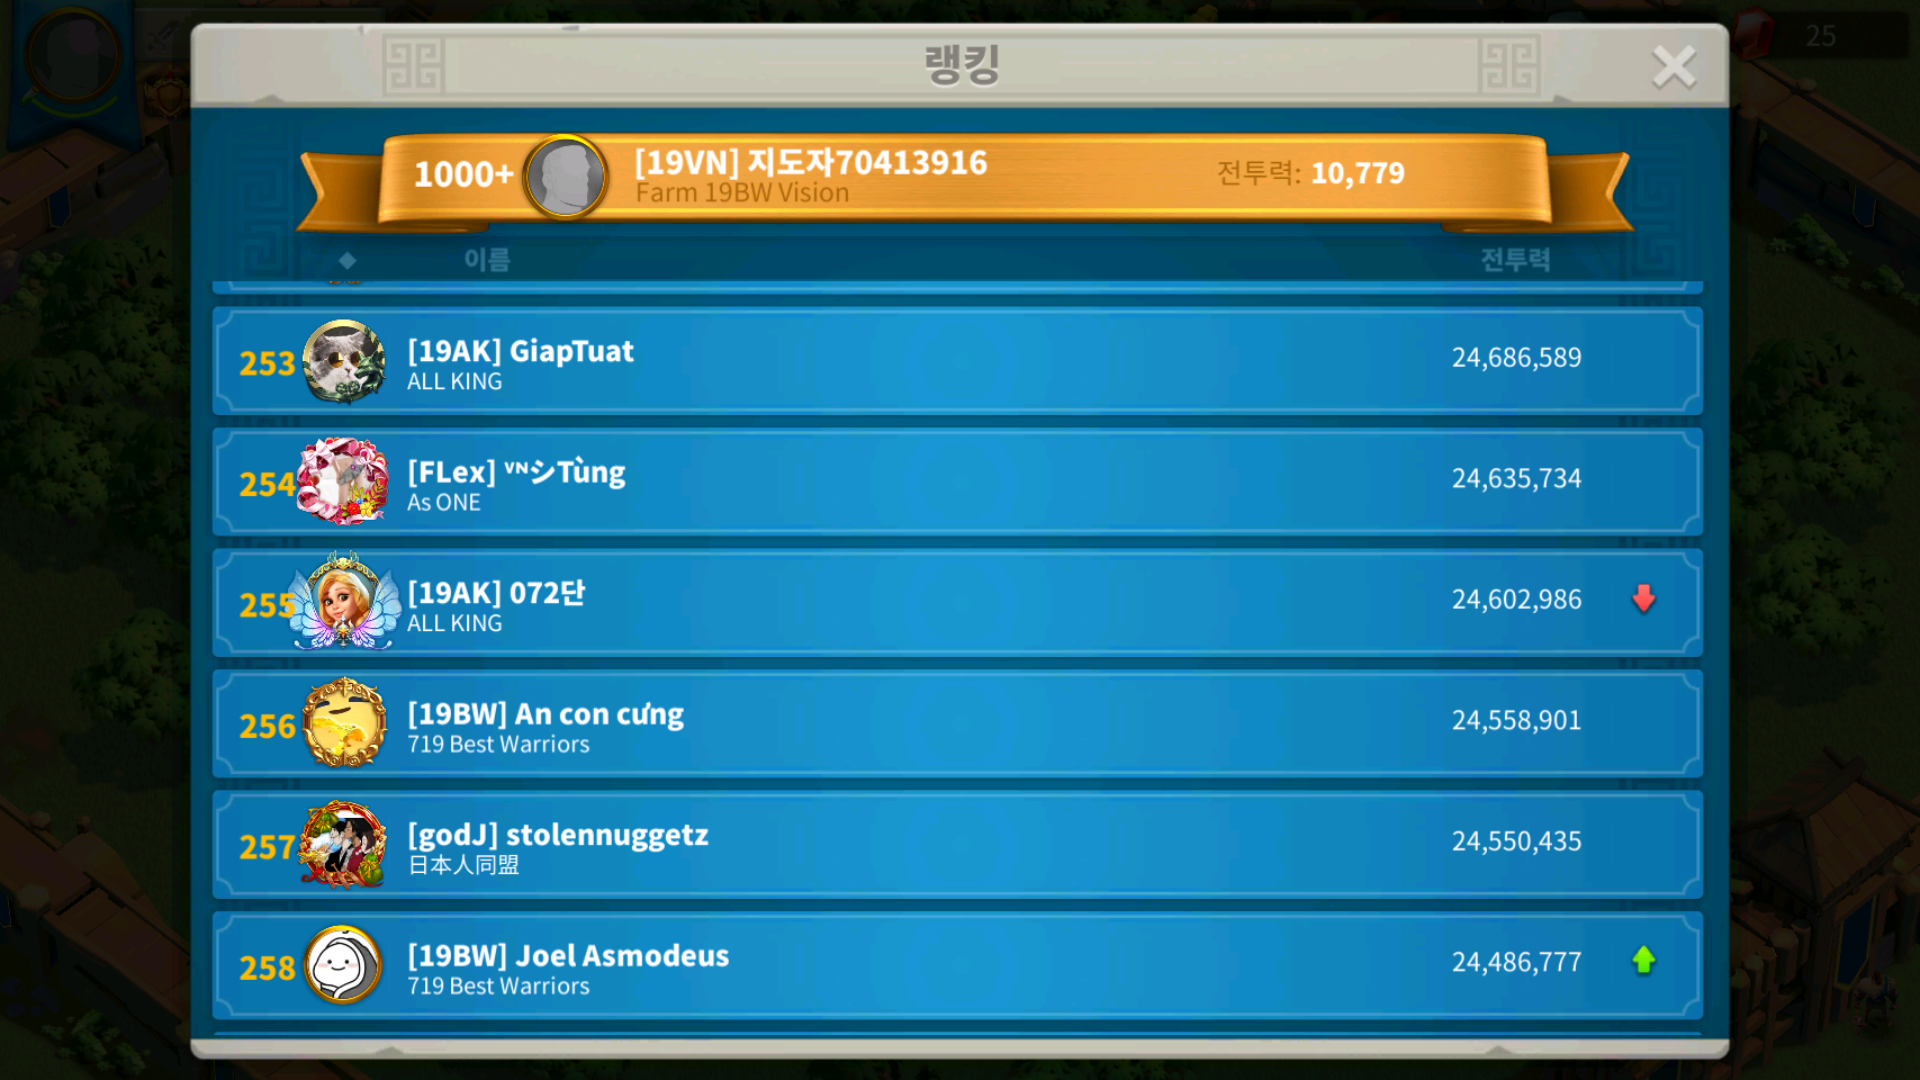 랭킹
25
1000+
[19VN] 지도자70413916
Farm 19BW Vision
전투력: 10,779
이름
전투력
253
[19AK] GiapTuat
ALL KING
24,686,589
254
[FLex] ᵛᴺシTùng
As ONE
24,635,734
255
[19AK] 072단
ALL KING
24,602,986
256
[19BW] An con cưng
719 Best Warriors
24,558,901
257
[godJ] stolennuggetz
日本人同盟
24,550,435
258
[19BW] Joel Asmodeus
719 Best Warriors
24,486,777